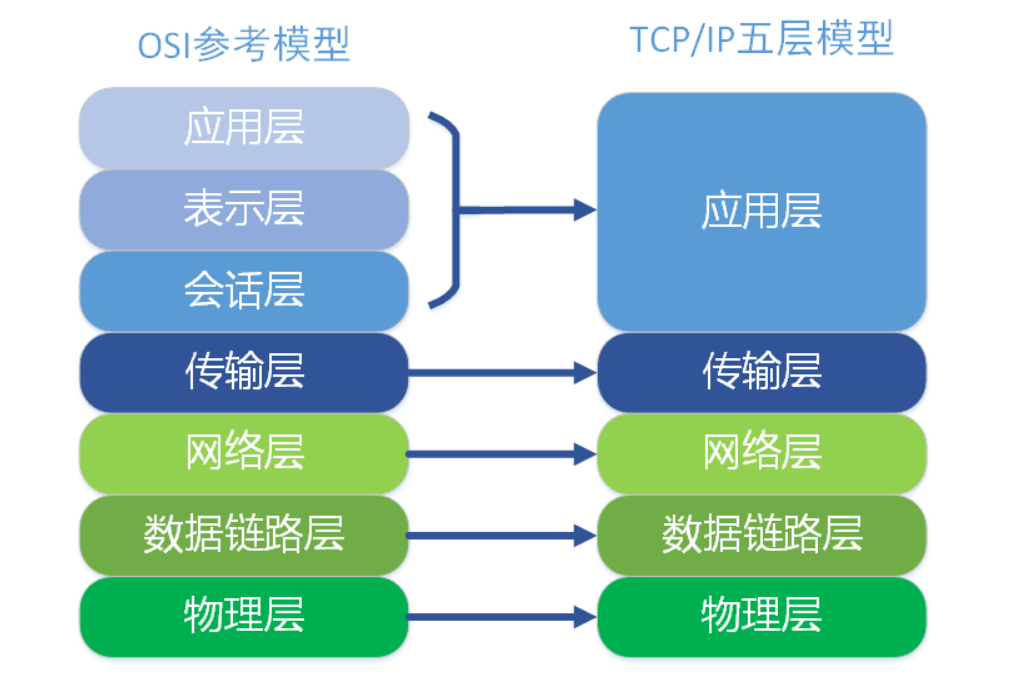 OSI参考模型
应用层
表示层
会话层
传输层
网络层
数据链路层
物理层
TCP/IP五层模型
应用层
传输层
网络层
数据链路层
物理层